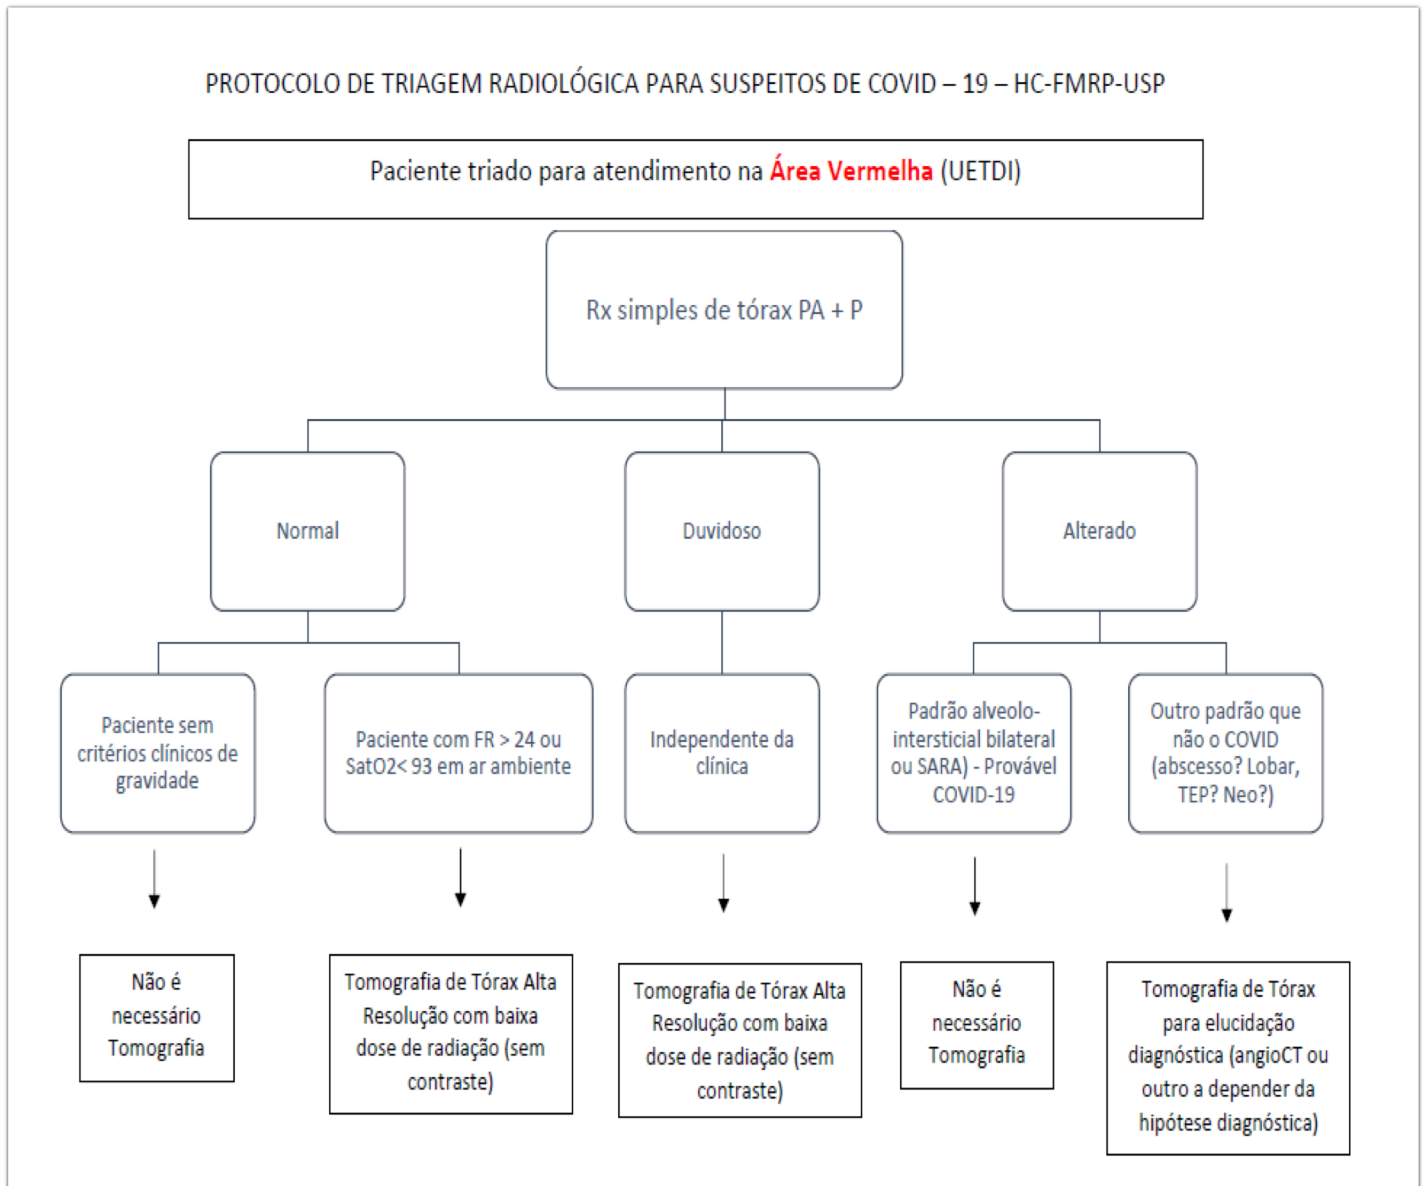 PROTOCOLO DE TRIAGEM RADIOLÓGICA PARA SUSPEITOS DE COVID – 19 – HC-FMRP-USP
Paciente triado para atendimento na Área Vermelha (UETDI)
Rx simples de tórax PA + P
Normal
Duvidoso
Alterado
Paciente sem
critérios clínicos de
gravidade
Paciente com FR > 24 ou
SatO2< 93 em ar ambiente
Independente da
clínica
Padrão alveolo-
intersticial bilateral
ou SARA) - Provável
COVID-19
Outro padrão que
não o COVID
(abscesso? Lobar,
TEP? Neo?)
Não é
necessário
Tomografia
Tomografia de Tórax Alta
Resolução com baixa
dose de radiação (sem
contraste)
Tomografia de Tórax Alta
Resolução com baixa
dose de radiação (sem
contraste)
Não é
necessário
Tomografia
Tomografia de Tórax
para elucidação
diagnóstica (angioCT ou
outro a depender da
hipótese diagnóstica)